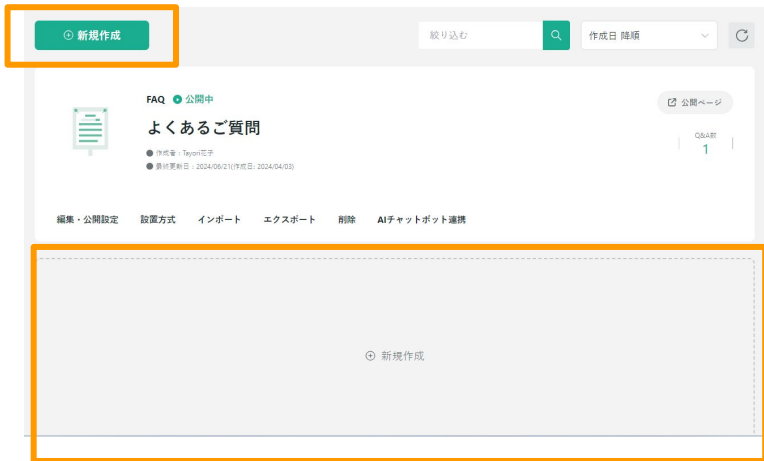 新規作成
絞り込む
作成日 降順
FAQ 公開中
公開ページ
よくあるご質問
Q&A数
1
作成者 : Tayori花子
最終更新日 : 2024/06/21(作成日: 2024/04/03)
編集・公開設定 設置方式 インポート エクスポート 削除 AIチャットボット連携
新規作成